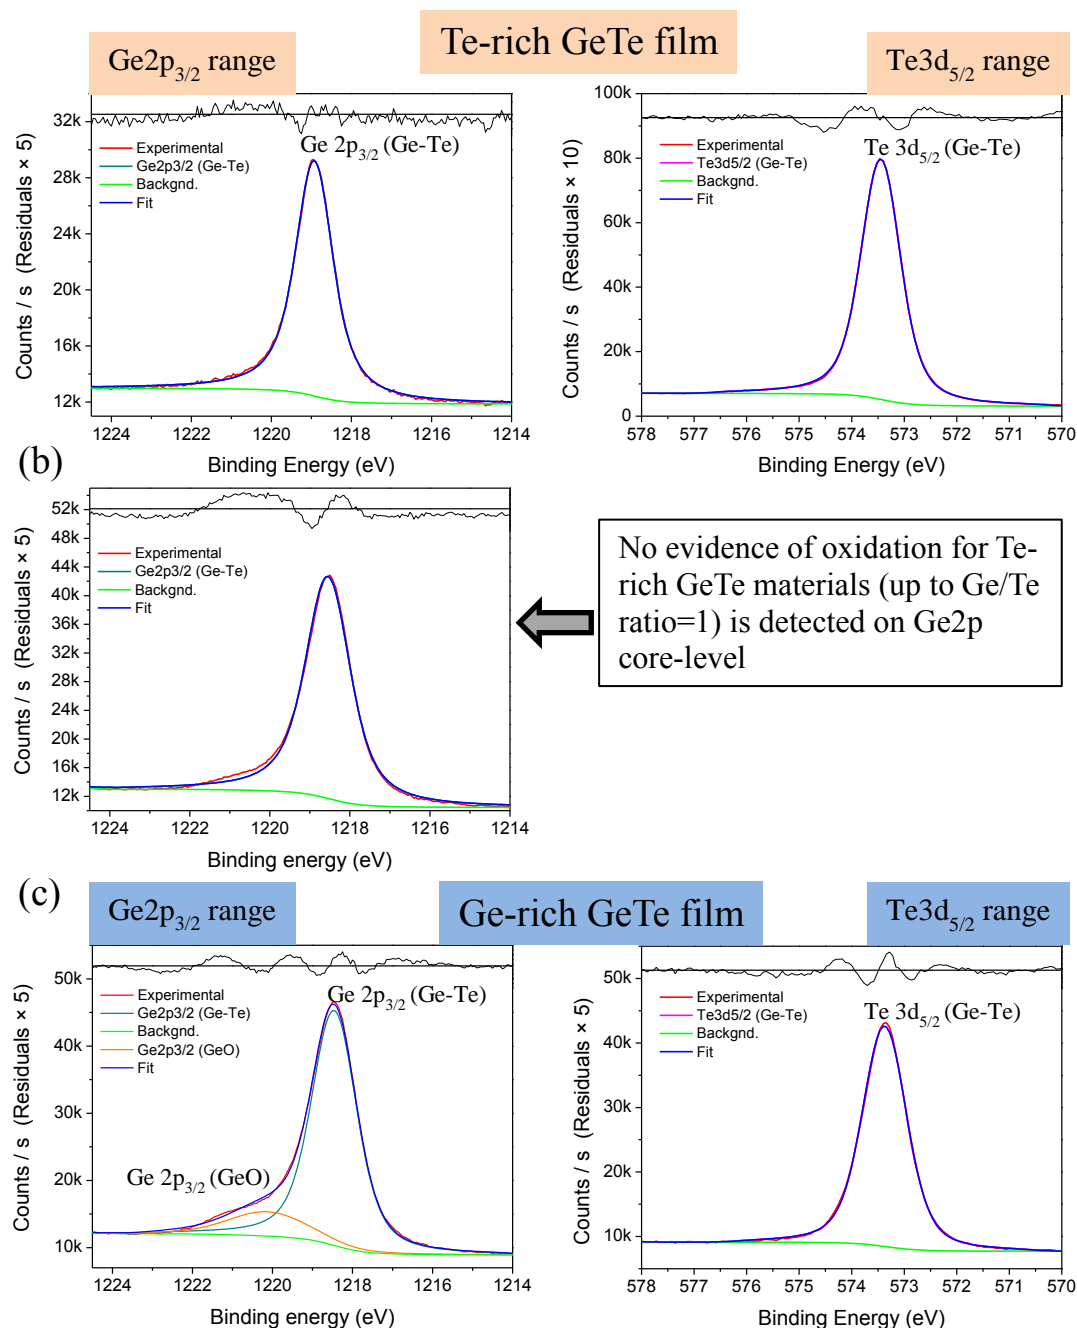 Te-rich GeTe film
Ge2p3/2 range
Te3d5/2 range
Counts / s (Residuals × 5)
32k
28k
24k
20k
16k
12k
Experimental
Ge2p3/2 (Ge-Te)
Backgnd.
Fit
Ge 2p3/2 (Ge-Te)
1224 1222 1220 1218 1216 1214
Binding Energy (eV)
Counts / s (Residuals × 10)
100k
80k
60k
40k
20k
0
Experimental
Te3d5/2 (Ge-Te)
Backgnd.
Fit
Te 3d5/2 (Ge-Te)
578 577 576 575 574 573 572 571 570
Binding Energy (eV)
(b)
Counts / s (Residuals × 5)
52k
48k
44k
40k
36k
32k
28k
24k
20k
16k
12k
Experimental
Ge2p3/2 (Ge-Te)
Backgnd.
Fit
1224 1222 1220 1218 1216 1214
Binding energy (eV)
No evidence of oxidation for Te-
rich GeTe materials (up to Ge/Te
ratio=1) is detected on Ge2p
core-level
(c)
Ge2p3/2 range
Ge-rich GeTe film
Te3d5/2 range
Counts / s (Residuals × 5)
50k
40k
30k
20k
10k
Experimental
Ge2p3/2 (Ge-Te)
Backgnd.
Ge2p3/2 (GeO)
Fit
Ge 2p3/2 (Ge-Te)
Ge 2p3/2 (GeO)
1224 1222 1220 1218 1216 1214
Binding energy (eV)
Counts / s (Residuals × 5)
50k
40k
30k
20k
10k
Experimental
Te3d5/2 (Ge-Te)
Backgnd.
Fit
Te 3d5/2 (Ge-Te)
578 577 576 575 574 573 572 571 570
Binding Energy (eV)